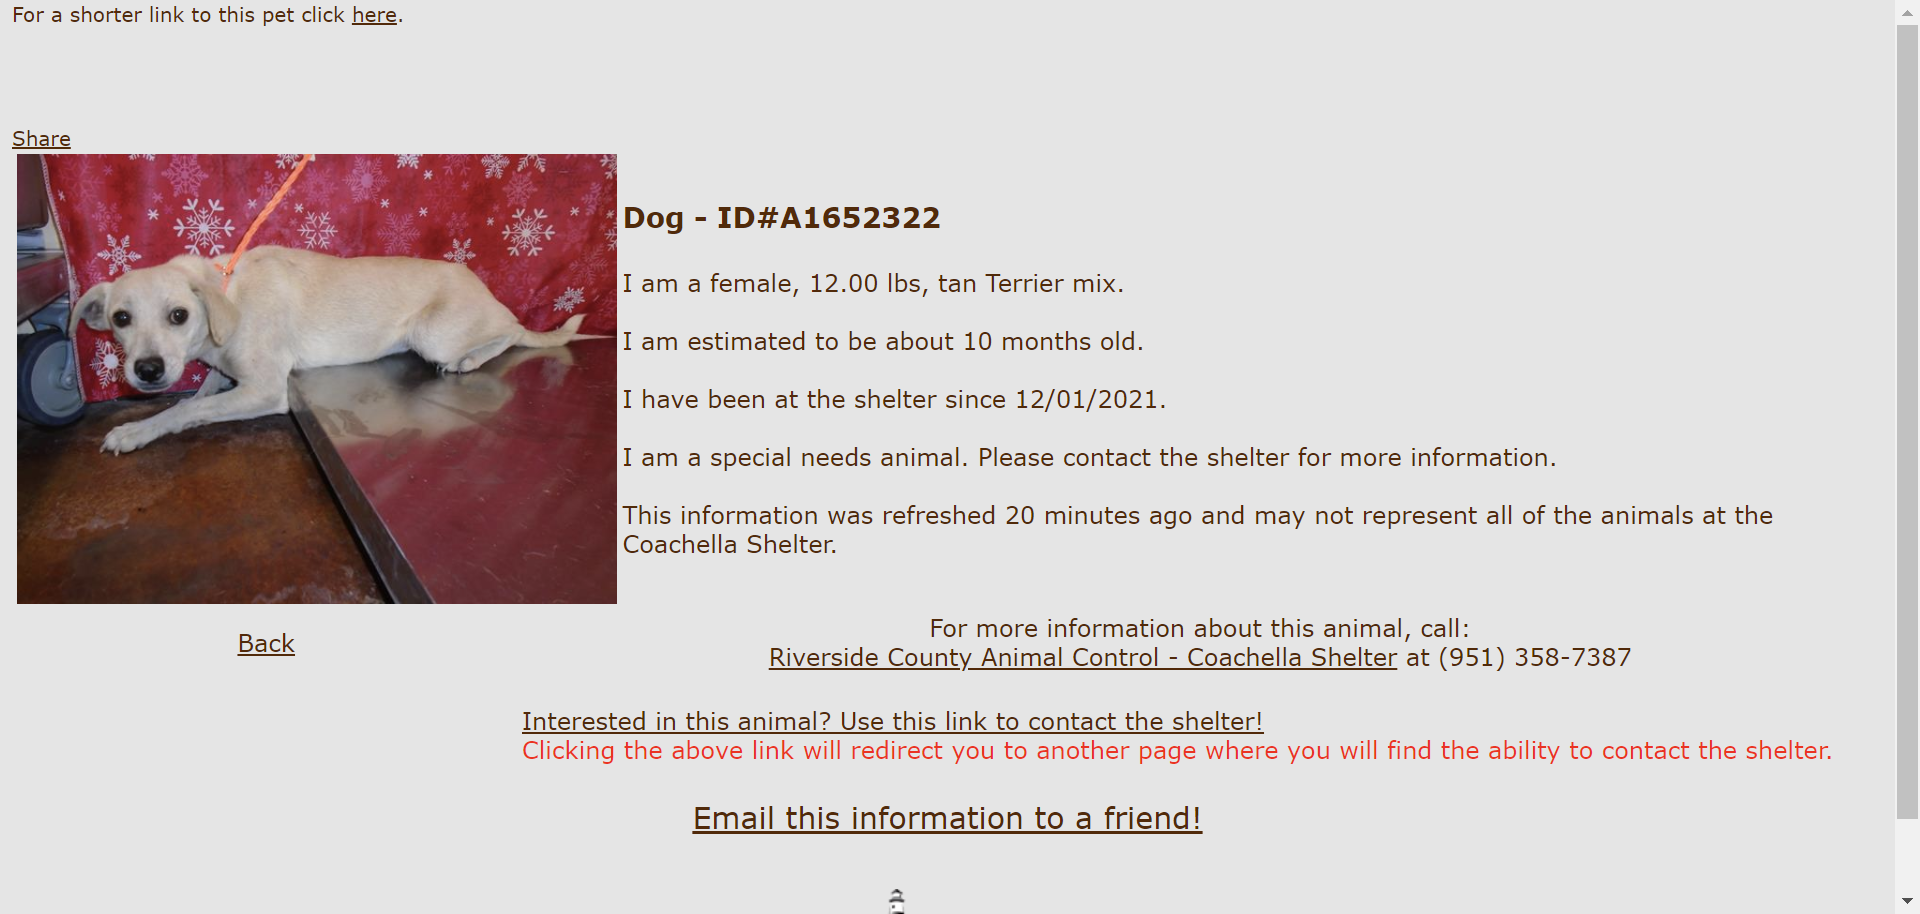 For a shorter link to this pet click here.
Share
Dog - ID#A1652322
I am a female, 12.00 lbs, tan Terrier mix.
I am estimated to be about 10 months old.
I have been at the shelter since 12/01/2021.
I am a special needs animal. Please contact the shelter for more information.
This information was refreshed 20 minutes ago and may not represent all of the animals at the
Coachella Shelter.
Back
For more information about this animal, call:
Riverside County Animal Control - Coachella Shelter at (951) 358-7387
Interested in this animal? Use this link to contact the shelter!
Clicking the above link will redirect you to another page where you will find the ability to contact the shelter.
Email this information to a friend!